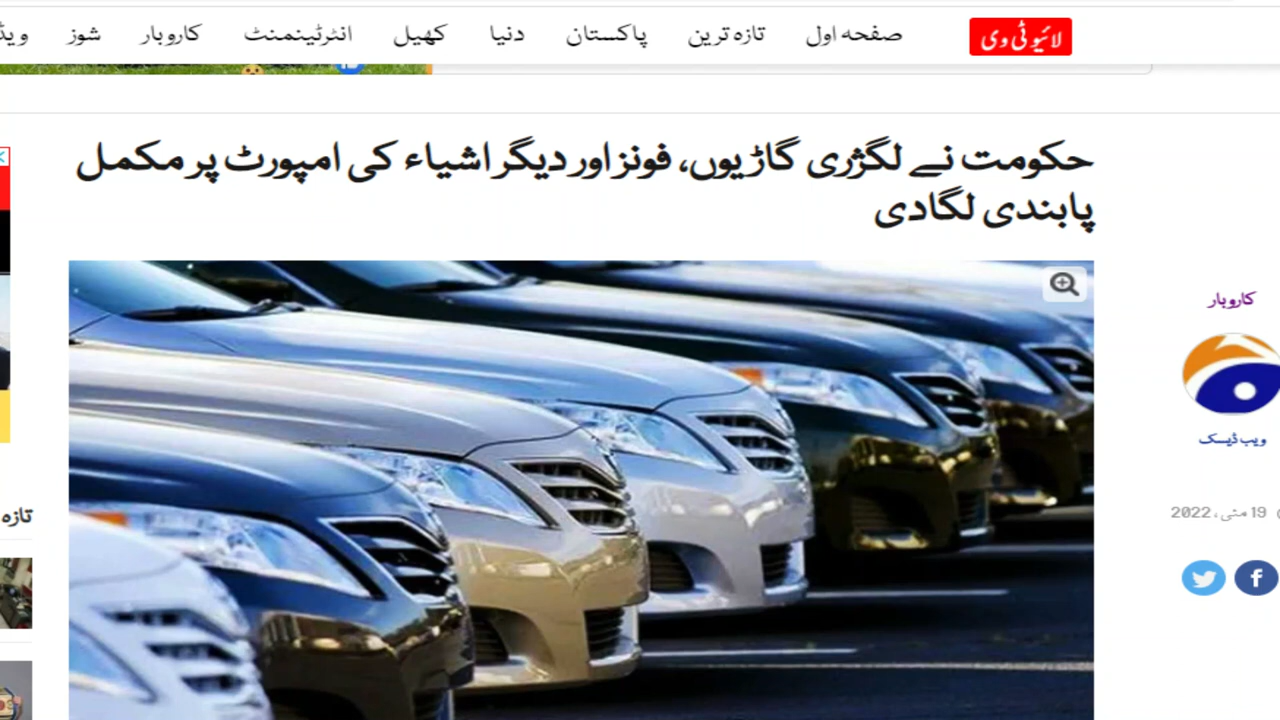 لائیو ٹی وی
صفحہ اول تازہ ترین پاکستان دنیا کھیل انٹرٹینمنٹ کاروبار شوز
حکومت نے لگژری گاڑیوں، فونز اور دیگر اشیاء کی امپورٹ پر مکمل
پابندی لگادی
کاروبار
ویب ڈیسک
19 مئی، 2022
تازہ